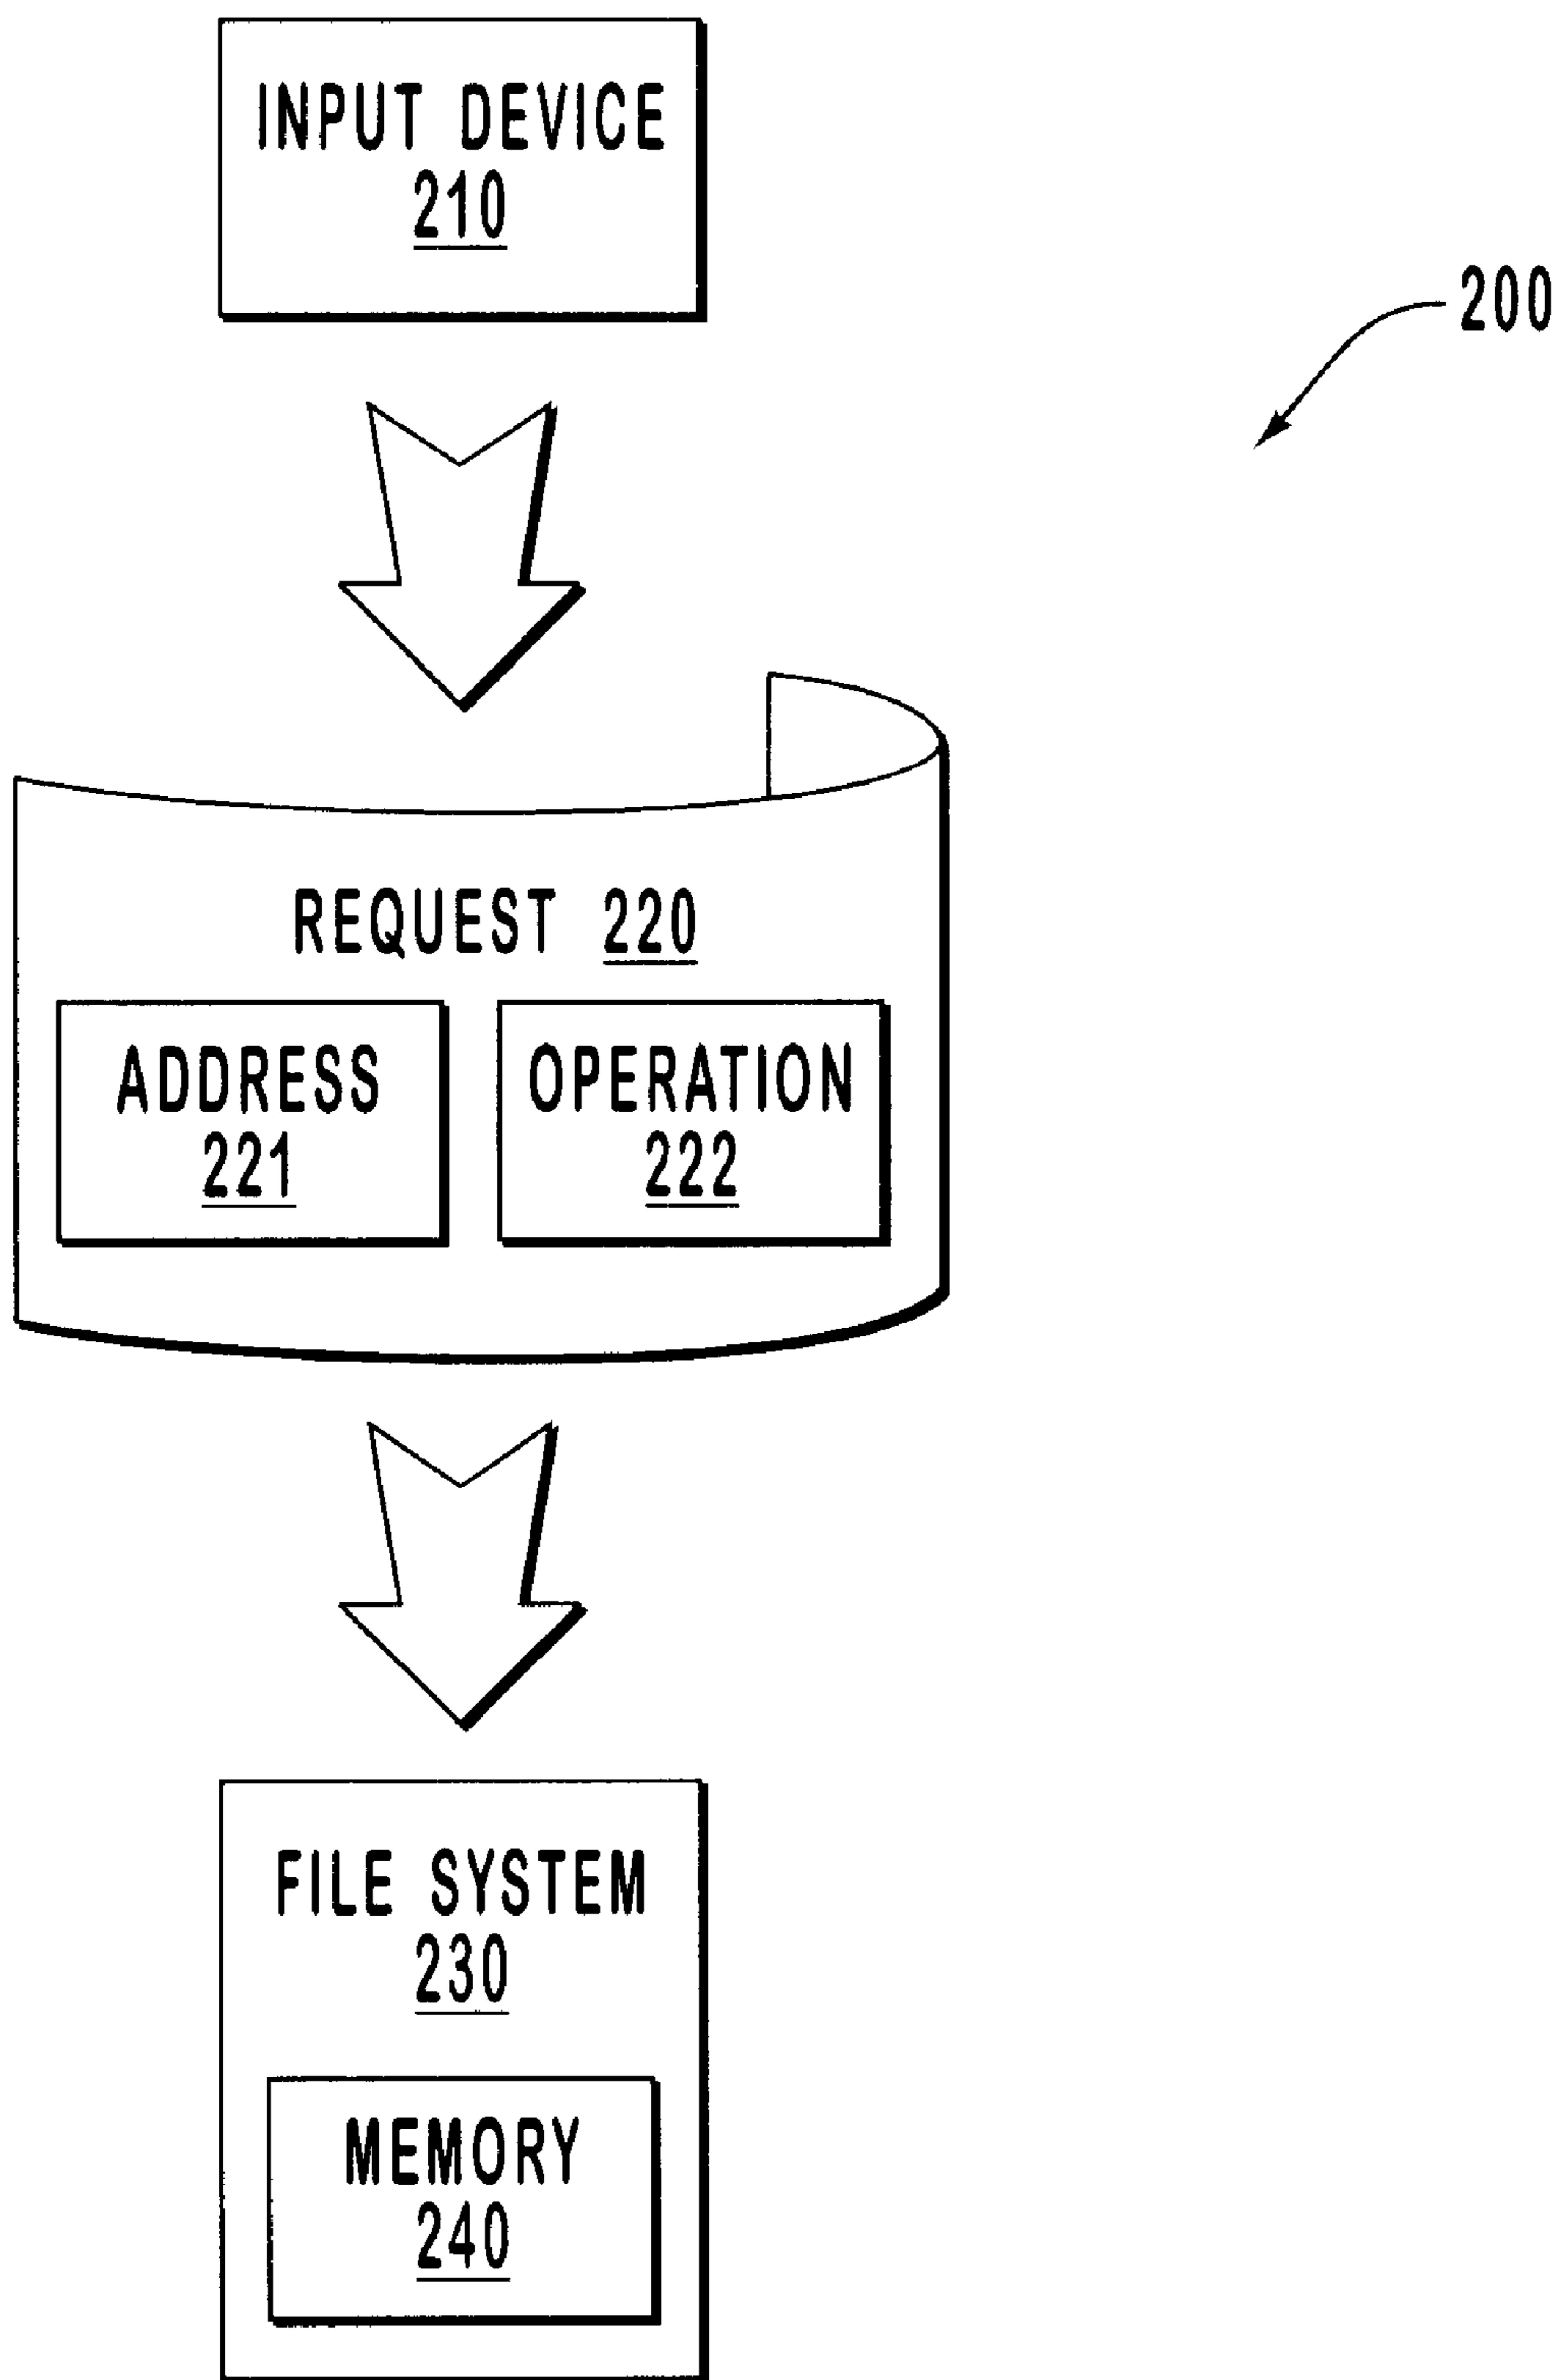 INPUT DEVICE
210
200
REQUEST 220
ADDRESS
221
OPERATION
222
FILE SYSTEM
230
MEMORY
240